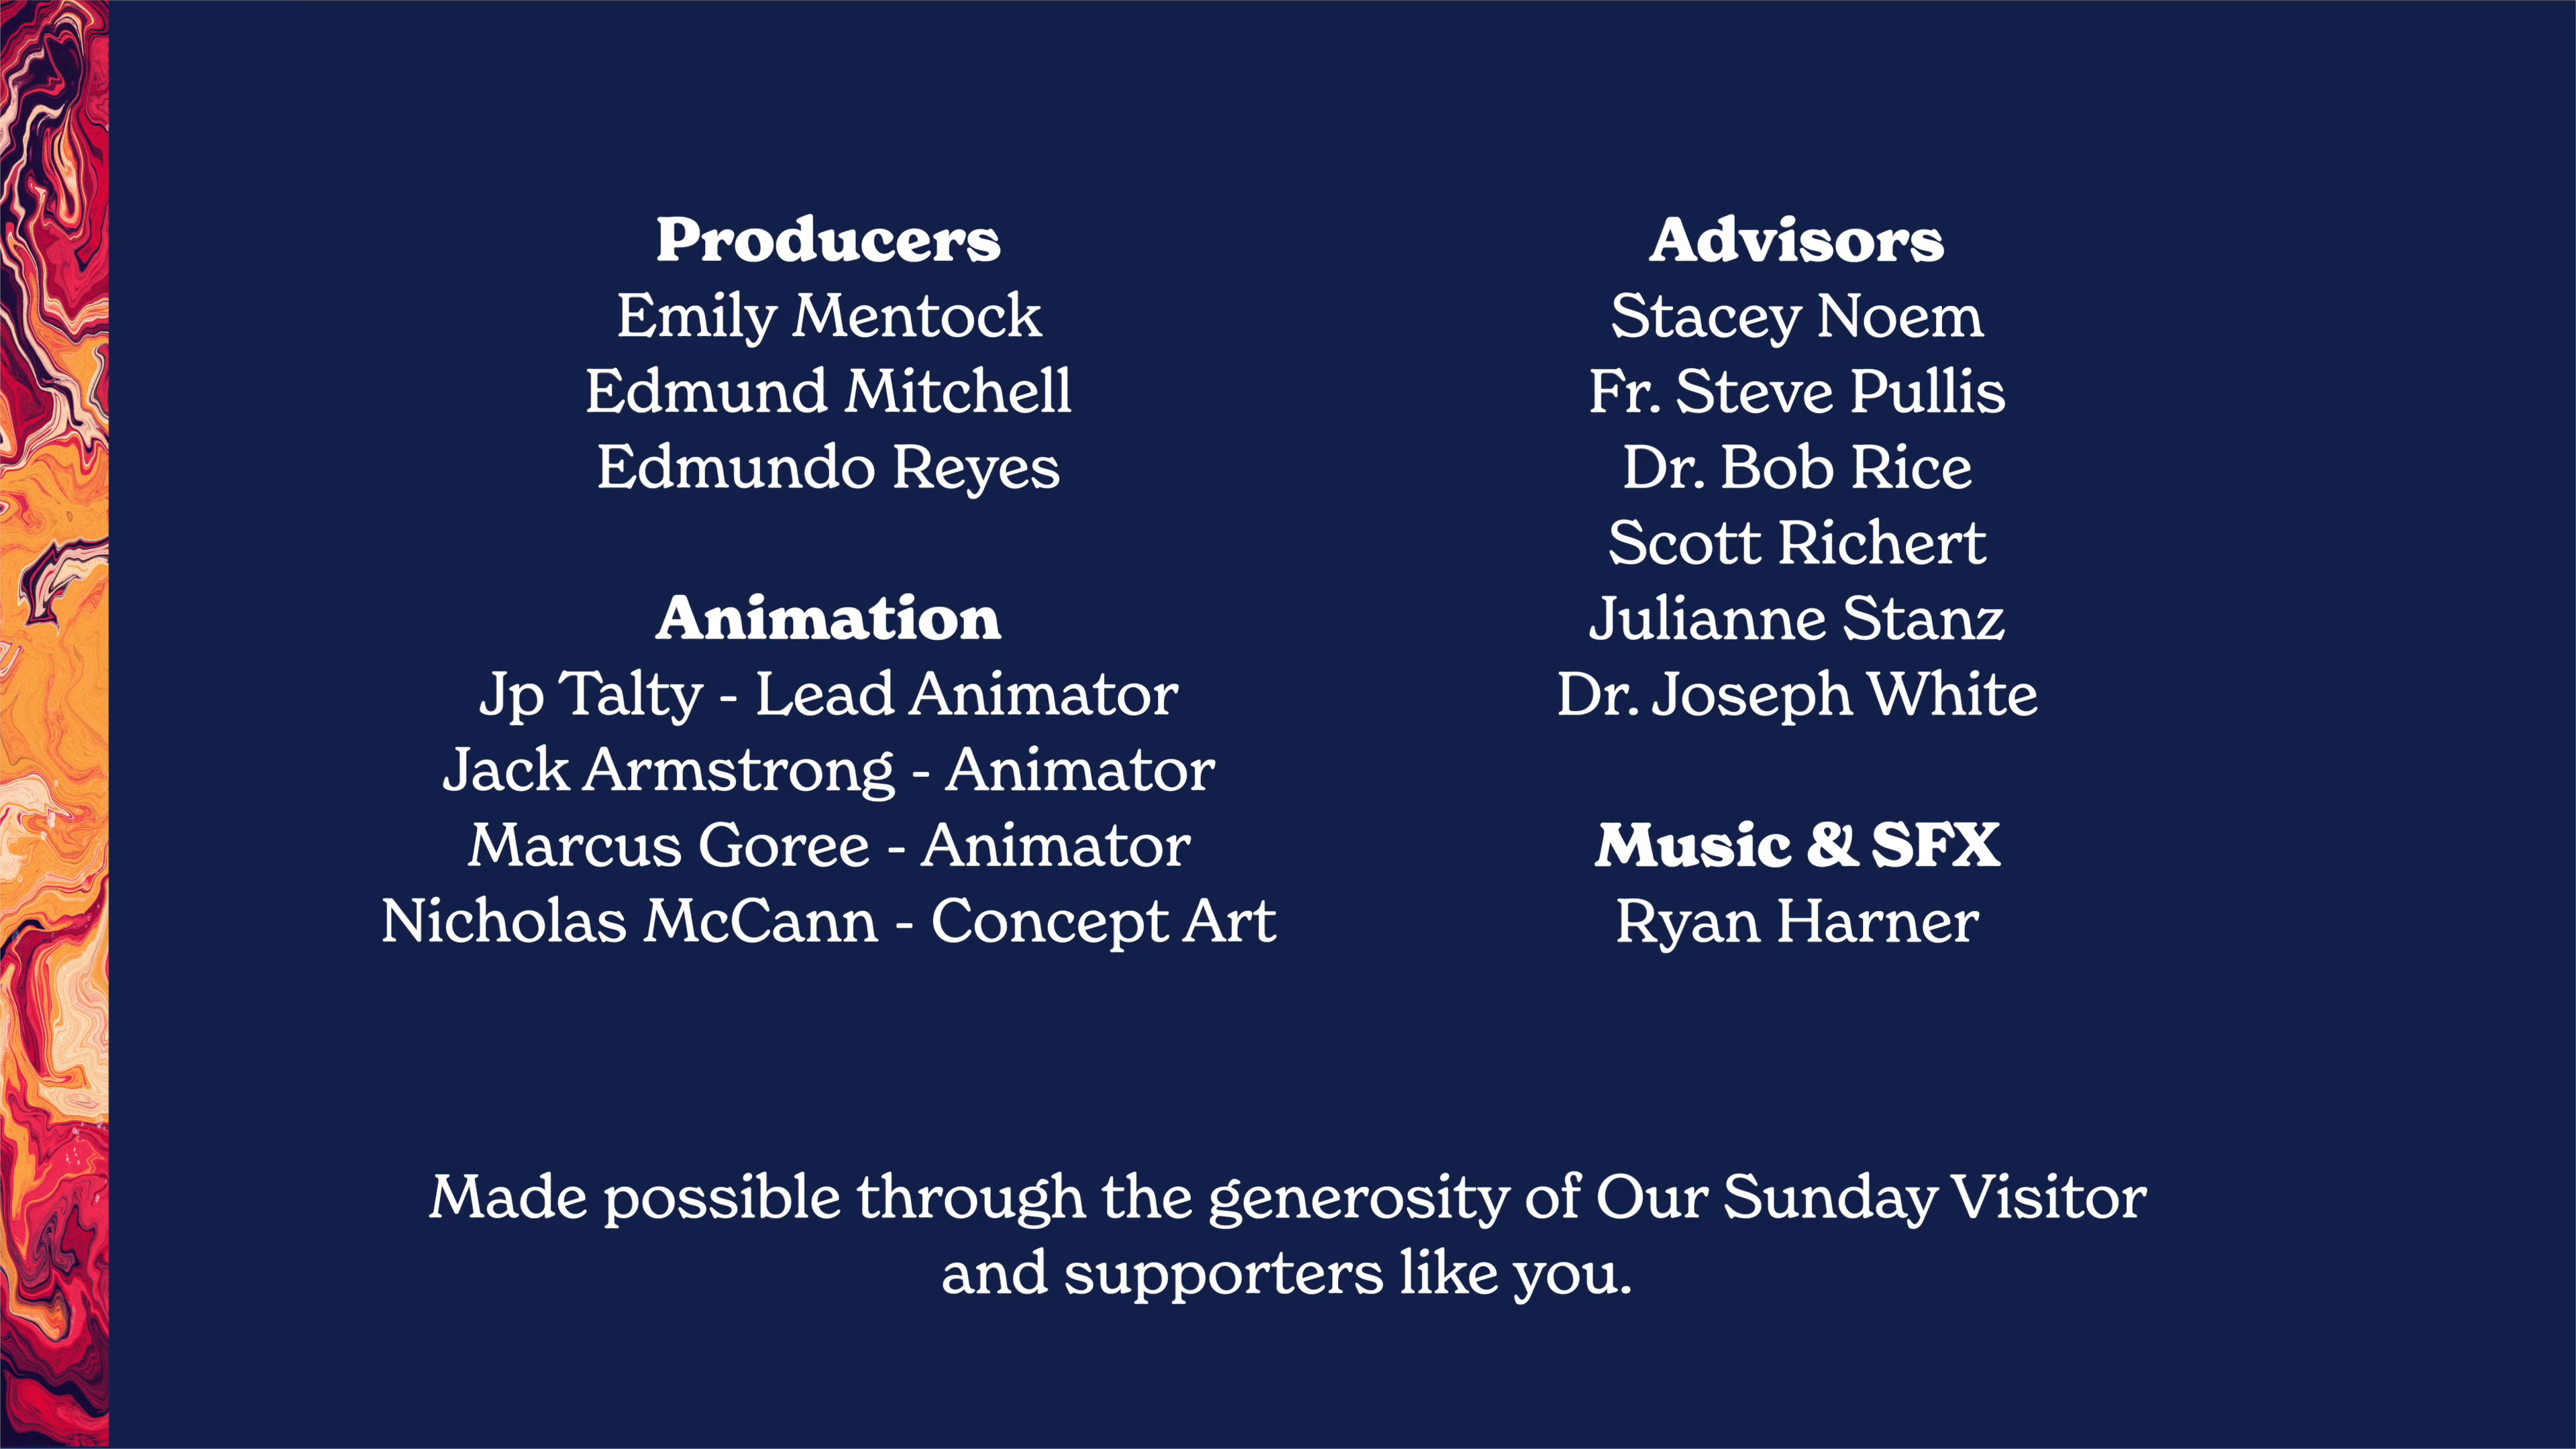 Producers
Emily Mentock
Edmund Mitchell
Edmundo Reyes
Animation
Jp Talty - Lead Animator
Jack Armstrong - Animator
Marcus Goree - Animator
Nicholas McCann - Concept Art
Advisors
Stacey Noem
Fr. Steve Pullis
Dr. Bob Rice
Scott Richert
Julianne Stanz
Dr. Joseph White
Music & SFX
Ryan Harner
Made possible through the generosity of Our Sunday Visitor
and supporters like you.